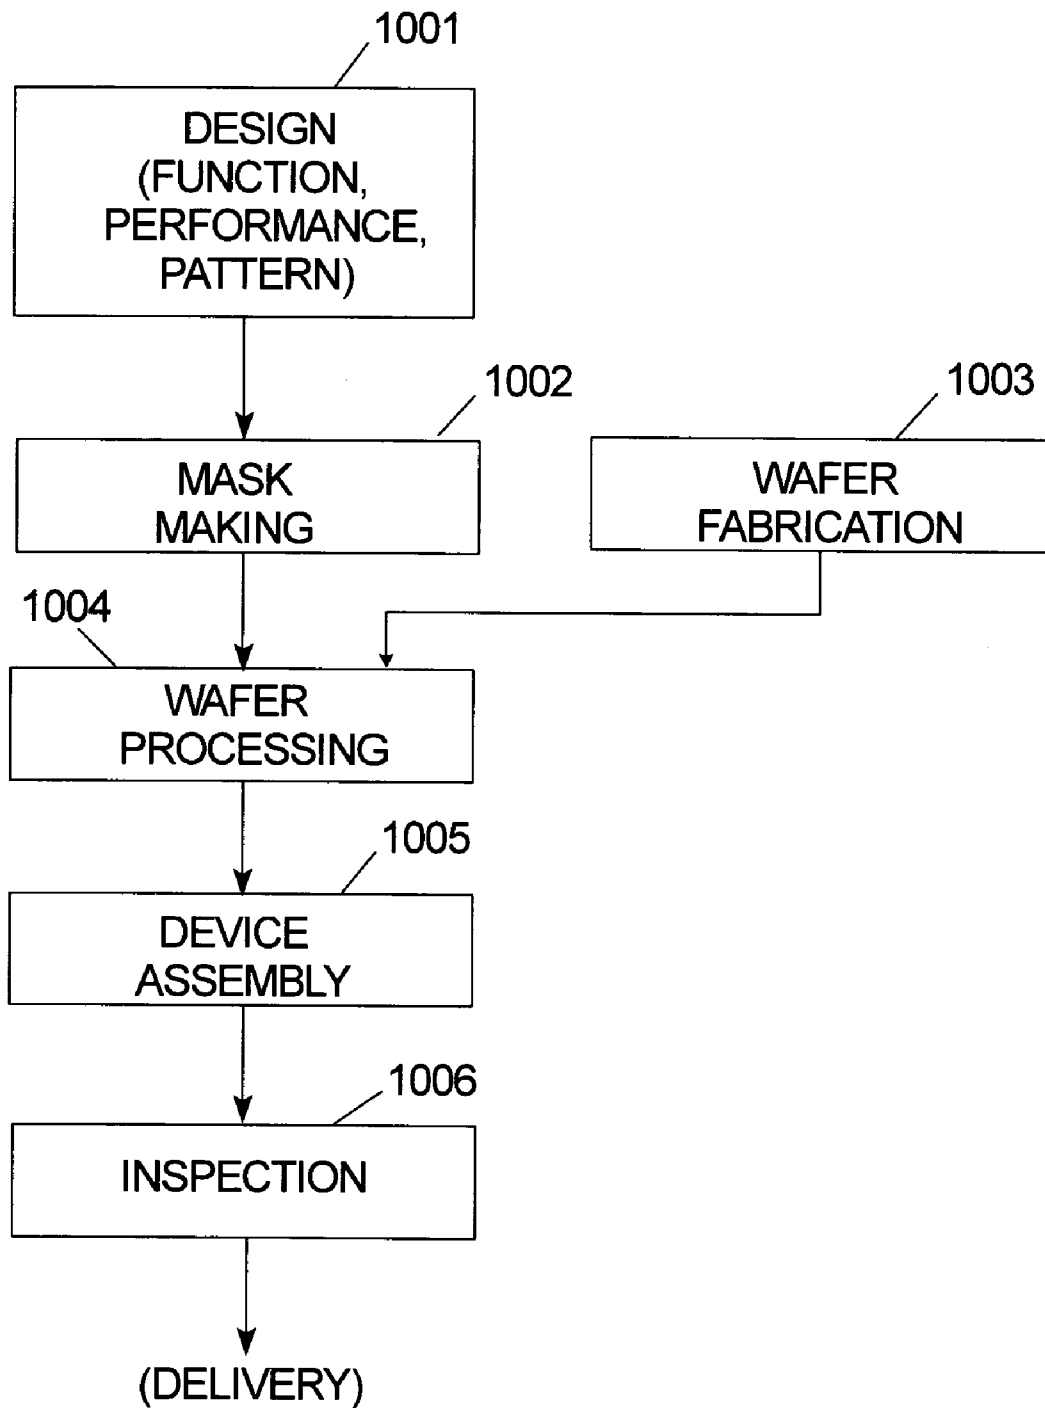 1001
DESIGN
(FUNCTION,
PERFORMANCE,
PATTERN)
1002
MASK
MAKING
1003
WAFER
FABRICATION
1004
WAFER
PROCESSING
1005
DEVICE
ASSEMBLY
1006
INSPECTION
(DELIVERY)